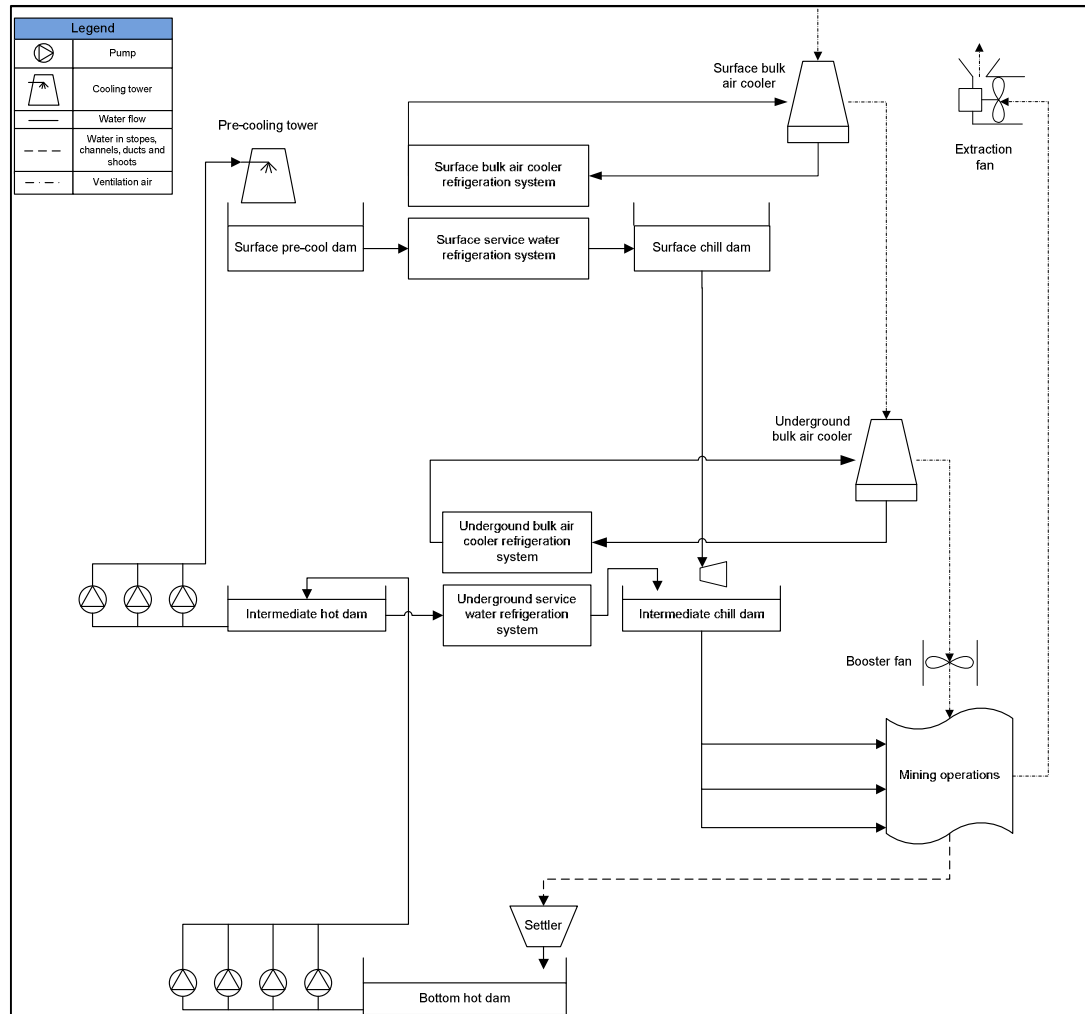 Legend
Pump
Cooling tower
Water flow
Water in stopes,
channels, ducts and
shoots
Ventilation air
Pre-cooling tower
Surface bulk
air cooler
Extraction
fan
Surface bulk air cooler
refrigeration system
Surface pre-cool dam
Surface service water
refrigeration system
Surface chill dam
Underground
bulk air cooler
Undergound bulk air
cooler refrigeration
system
Intermediate hot dam
Underground service
water refrigeration
system
Intermediate chill dam
Booster fan
Mining operations
Settler
Bottom hot dam